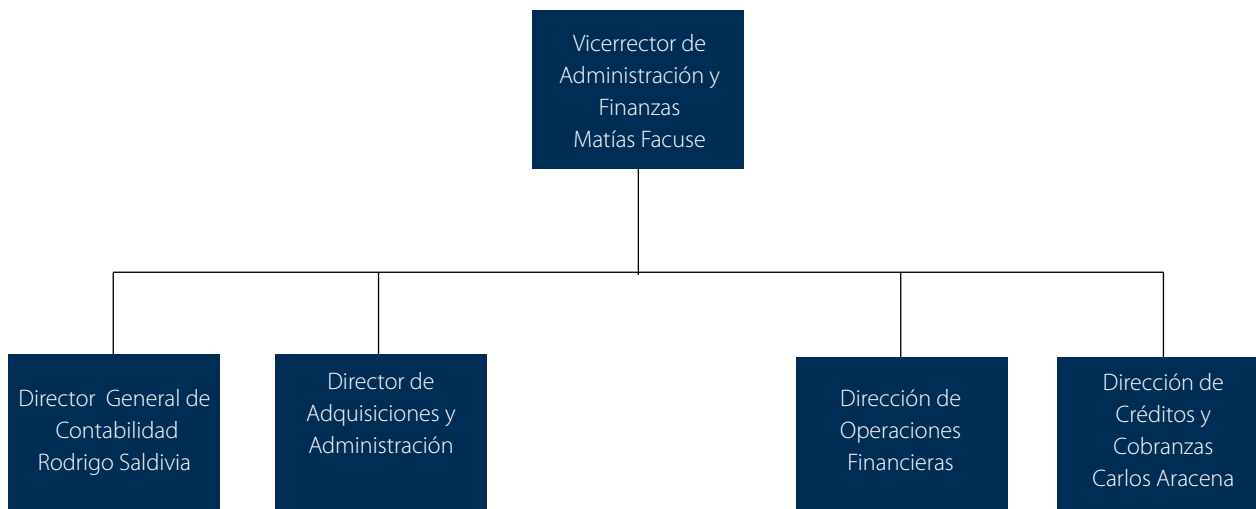 Vicerrector de
Administración y
Finanzas
Matías Facuse
Director General de
Contabilidad
Rodrigo Saldivia
Director de
Adquisiciones y
Administración
Dirección de
Operaciones
Financieras
Dirección de
Créditos y
Cobranzas
Carlos Aracena